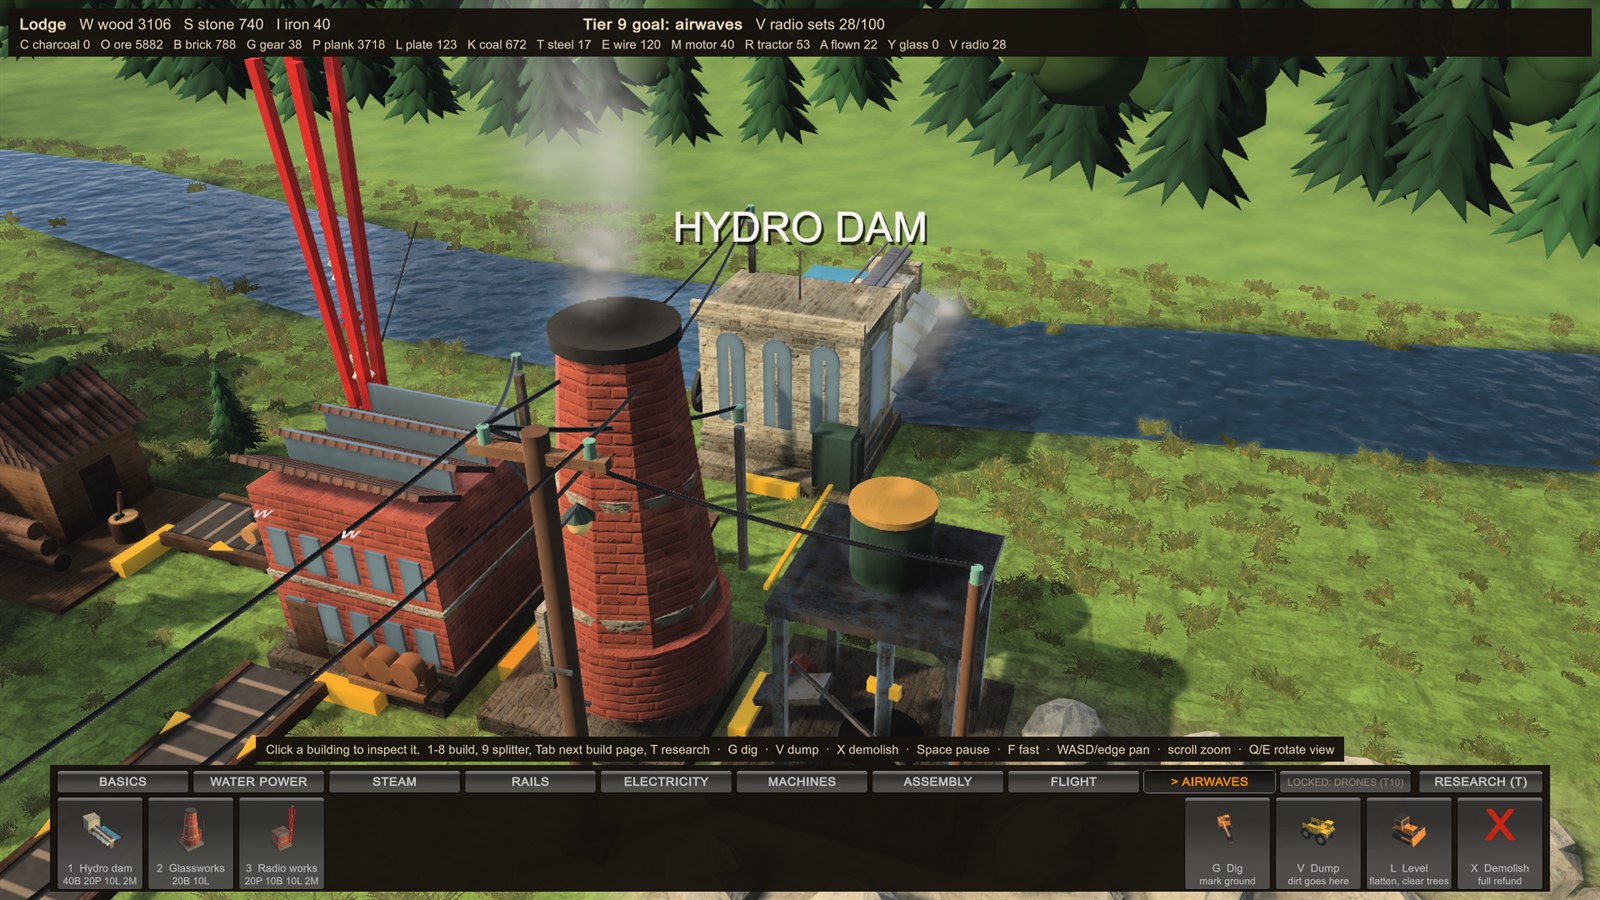 Lodge W wood 3106 S stone 740 I iron 40
Tier 9 goal: airwaves V radio sets 28/100
C charcoal 0 O ore 5882 B brick 788 G gear 38 P plank 3718 L plate 123 K coal 672 T steel 17 E wire 120 M motor 40 R tractor 53 A flown 22 Y glass 0 V radio 28
HYDRO DAM
W
W
Click a building to inspect it. 1-8 build, 9 splitter, Tab next build page, T research · G dig · V dump · X demolish · Space pause · F fast · WASD/edge pan · scroll zoom · Q/E rotate view
BASICS
WATER POWER
STEAM
RAILS
ELECTRICITY
MACHINES
ASSEMBLY
FLIGHT
> AIRWAVES
LOCKED: DRONES (T10)
RESEARCH (T)
1 Hydro dam
40B 20P 10L 2M
2 Glassworks
20B 10L
3 Radio works
20P 10B 10L 2M
G Dig
mark ground
V Dump
dirt goes here
L Level
flatten, clear trees
X Demolish
full refund